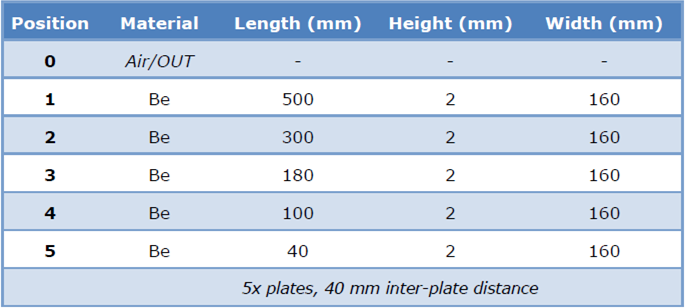 Position Material Length (mm) Height (mm) Width (mm)
0 Air/OUT - - -
1 Be 500 2 160
2 Be 300 2 160
3 Be 180 2 160
4 Be 100 2 160
5 Be 40 2 160
5x plates, 40 mm inter-plate distance